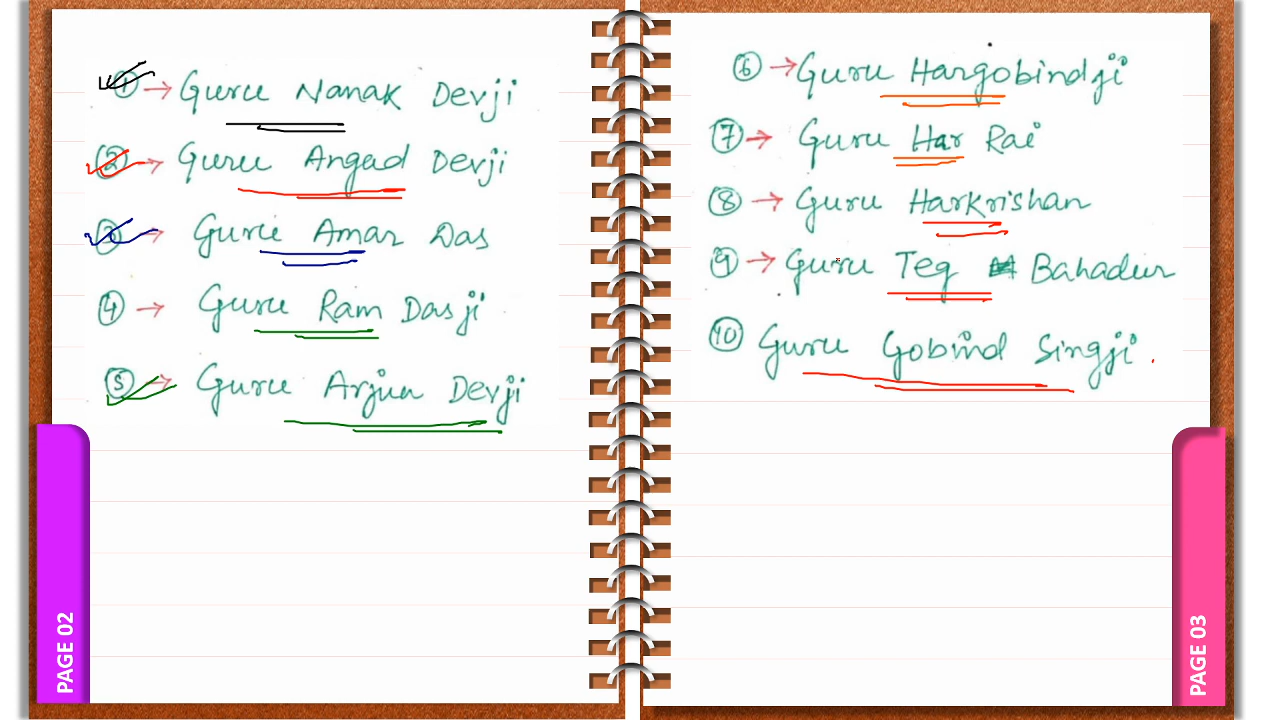 ① → Guru Nanak Devji
② → Guru Angad Devji
③ → Guru Amar Das
④ → Guru Ram Dasji
⑤ → Guru Arjun Devji
PAGE 02
⑥ → Guru Hargobindji
⑦ → Guru Har Rai
⑧ → Guru Harkrishan
⑨ → Guru Teg Bahadur
⑩ Guru Gobind Singji.
PAGE 03